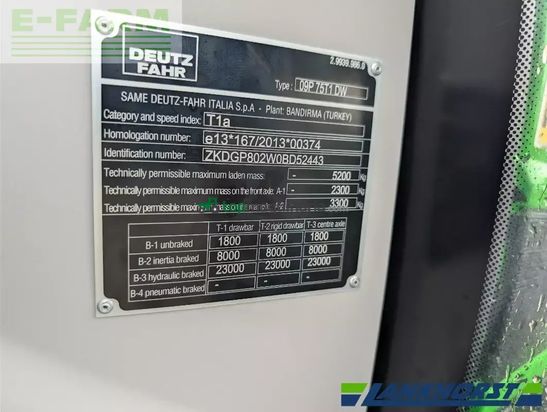 E-FARM
DEUTZ
FAHR
2.9939.966.0
Type: 09P 75T1 DW
SAME DEUTZ-FAHR ITALIA S.p.A - Plant: BANDIRMA (TURKEY)
Category and speed index: T1a
Homologation number: e13*167/2013*00374
Identification number: ZKDGP802W0BD52443
Technically permissible maximum laden mass: - 5200 Kg
Technically permissible maximum mass on the front axle: A-1 - 2300 Kg
Technically permissible A-2 - 3300 Kg
T-1 drawbar T-2 rigid drawbar T-3 centre axle
B-1 unbraked 1800 1800 1800
B-2 inertia braked 8000 8000 8000
B-3 hydraulic braked 23000 23000 23000
B-4 pneumatic braked - - -
LANKHORST